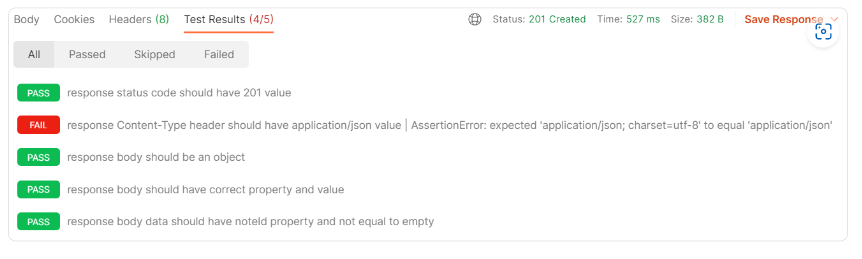 Body Cookies Headers (8) Test Results (4/5) Status: 201 Created Time: 527 ms Size: 382 B Save Response
All Passed Skipped Failed
PASS response status code should have 201 value
FAIL response Content-Type header should have application/json value | AssertionError: expected 'application/json; charset=utf-8' to equal 'application/json'
PASS response body should be an object
PASS response body should have correct property and value
PASS response body data should have noteId property and not equal to empty